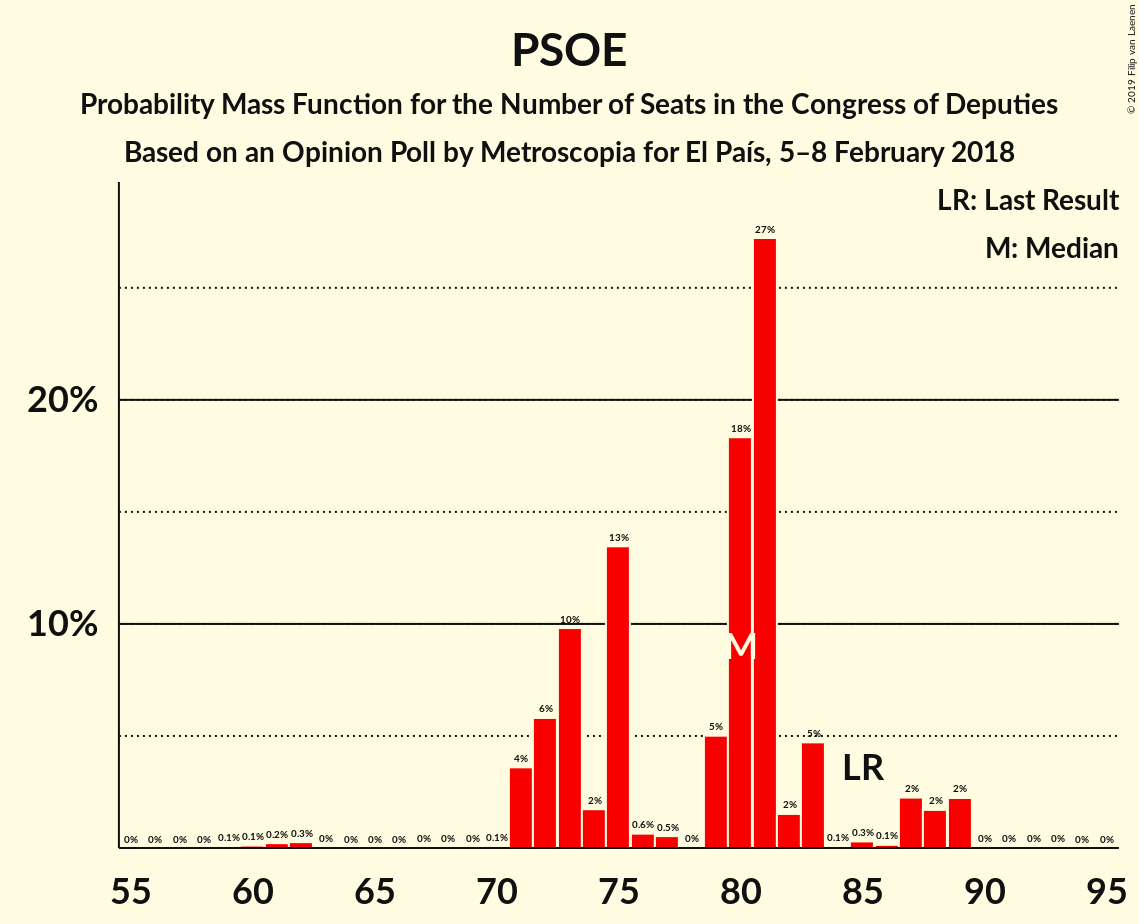 © 2019 Filip van Laenen
PSOE
Probability Mass Function for the Number of Seats in the Congress of Deputies
Based on an Opinion Poll by Metroscopia for El País, 5–8 February 2018
LR: Last Result
M: Median
20%
10%
0% 0% 0% 0% 0.1% 0.1% 0.2% 0.3% 0% 0% 0% 0% 0% 0% 0% 0.1% 4% 6% 10% 2% 13% 0.6% 0.5% 0% 5% 18% 27% 2% 5% 0.1% 0.3% 0.1% 2% 2% 2% 0% 0% 0% 0% 0% 0%
M
LR
55 60 65 70 75 80 85 90 95